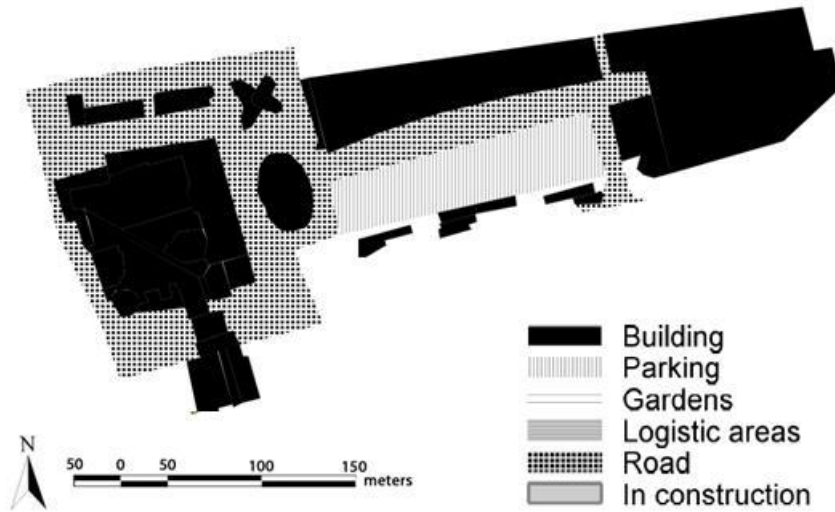 Building
Parking
Gardens
Logistic areas
Road
In construction
N
50 0 50 100 150
meters